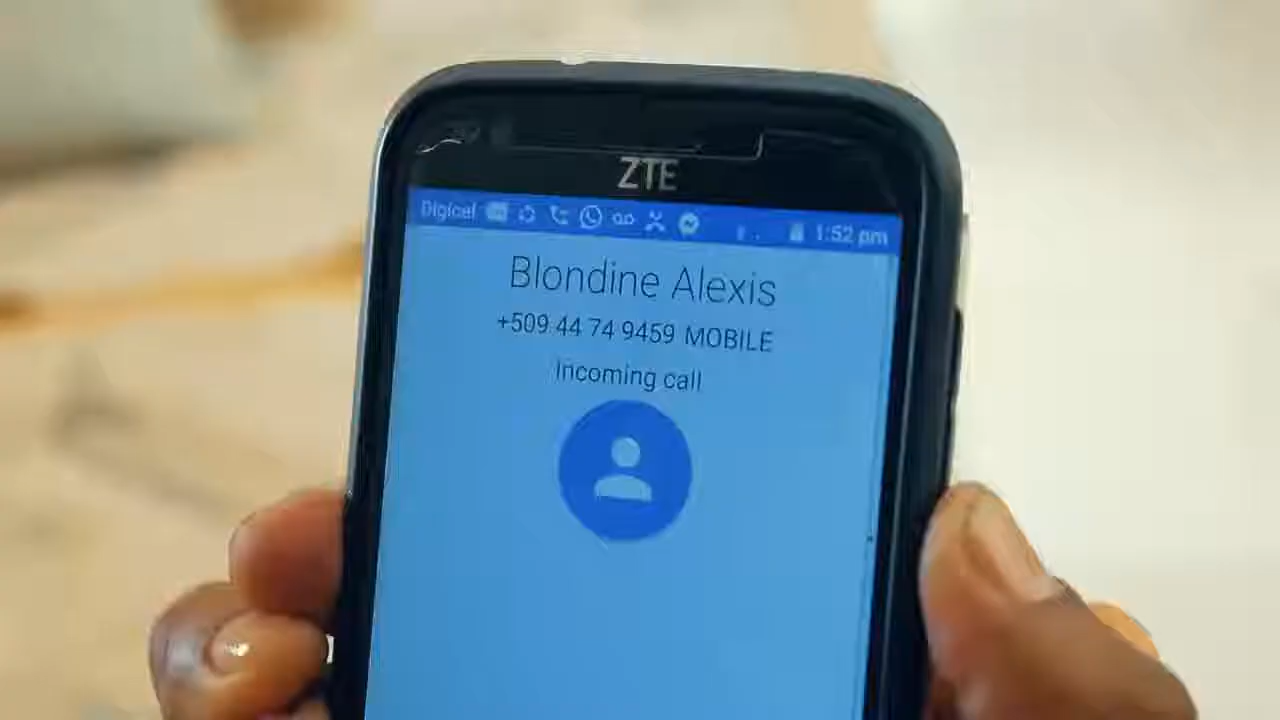 ZTE
Digicel 1:52 pm
Blondine Alexis
+509 44 74 9459 MOBILE
Incoming call